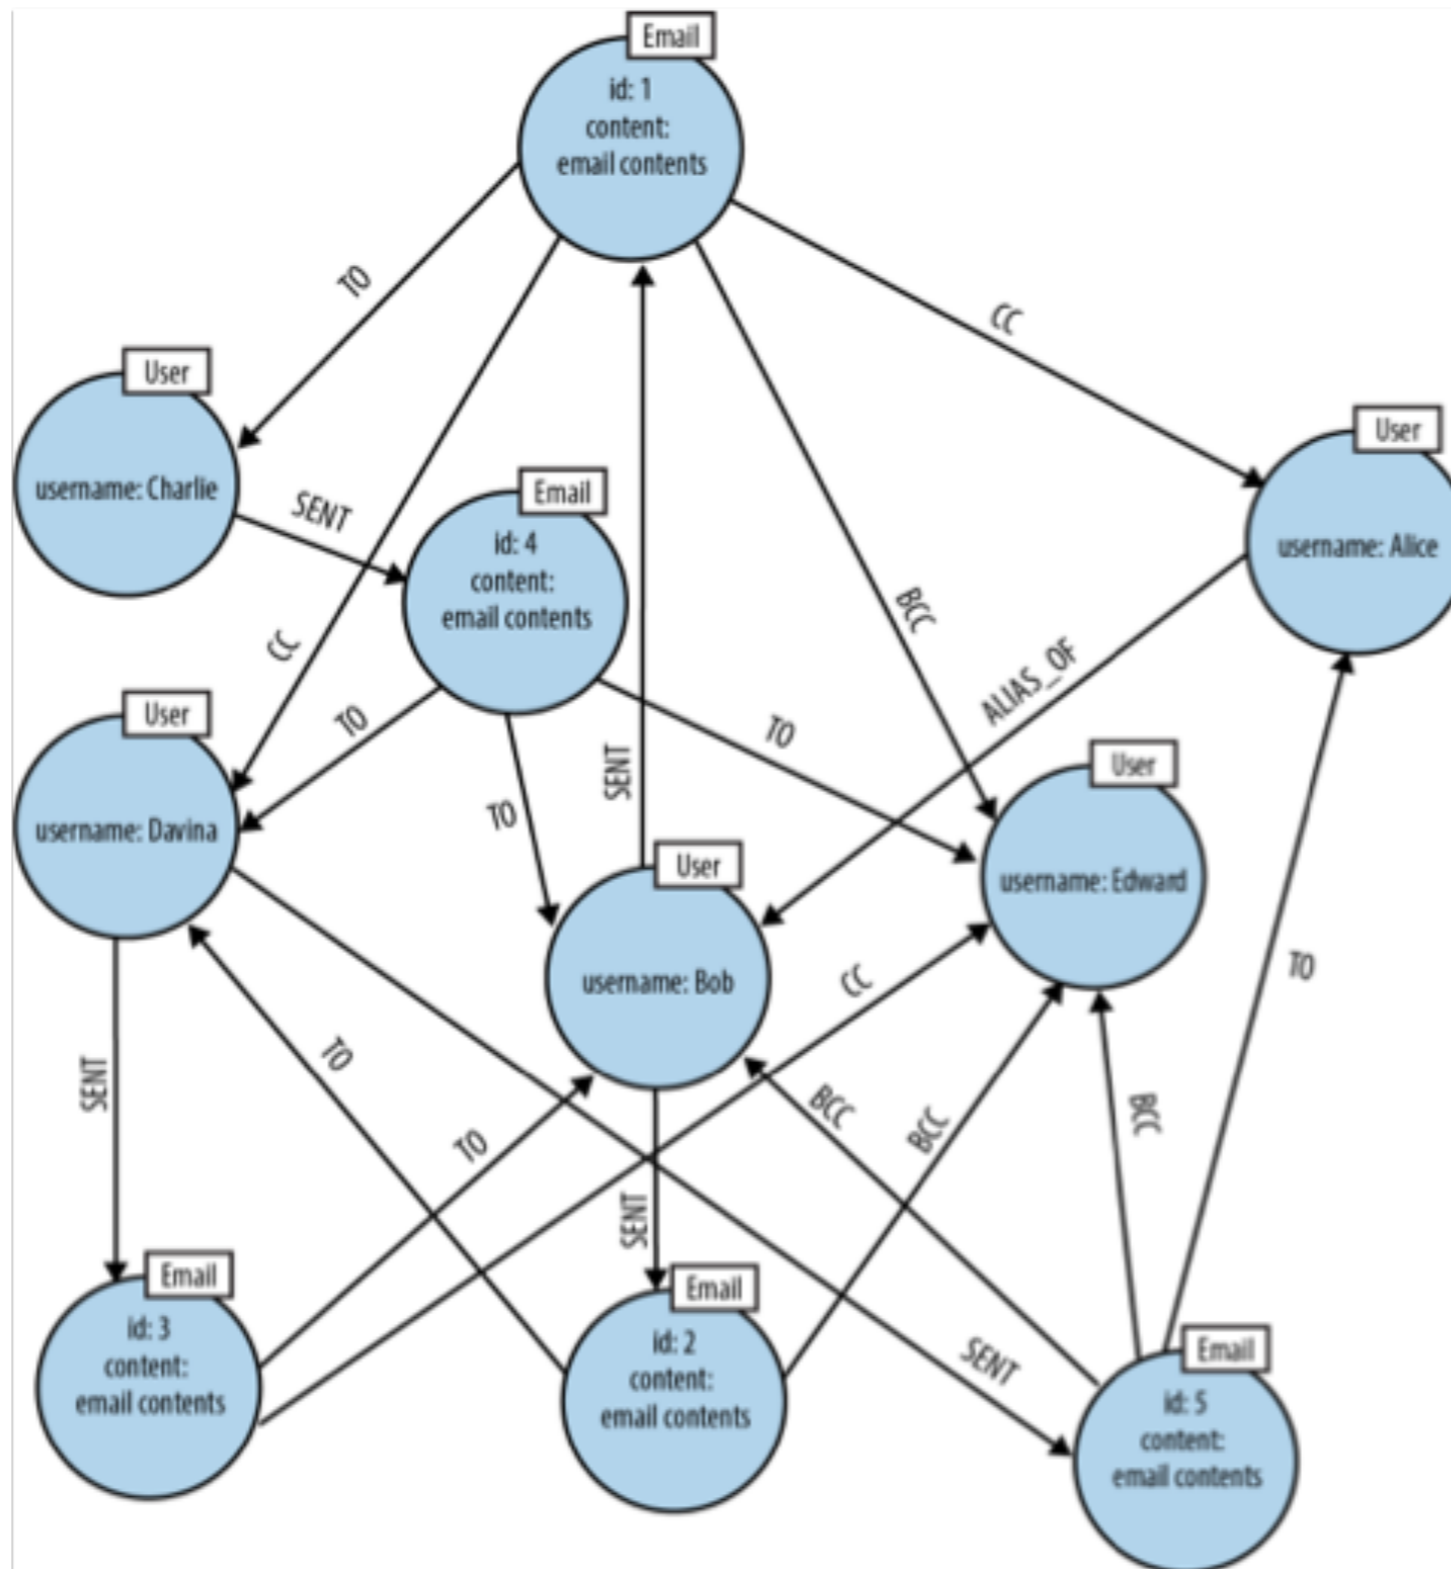 Email
id: 1
content:
email contents
TO
CC
User
User
username: Charlie
SENT
Email
id: 4
content:
email contents
username: Alice
BCC
CC
ALIAS_OF
User
TO
TO
SENT
TO
User
username: Davina
User
username: Edward
username: Bob
CC
TO
SENT
TO
TO
BCC
BCC
BCC
SENT
Email
id: 3
content:
email contents
Email
id: 2
content:
email contents
SENT
Email
id: 5
content:
email contents